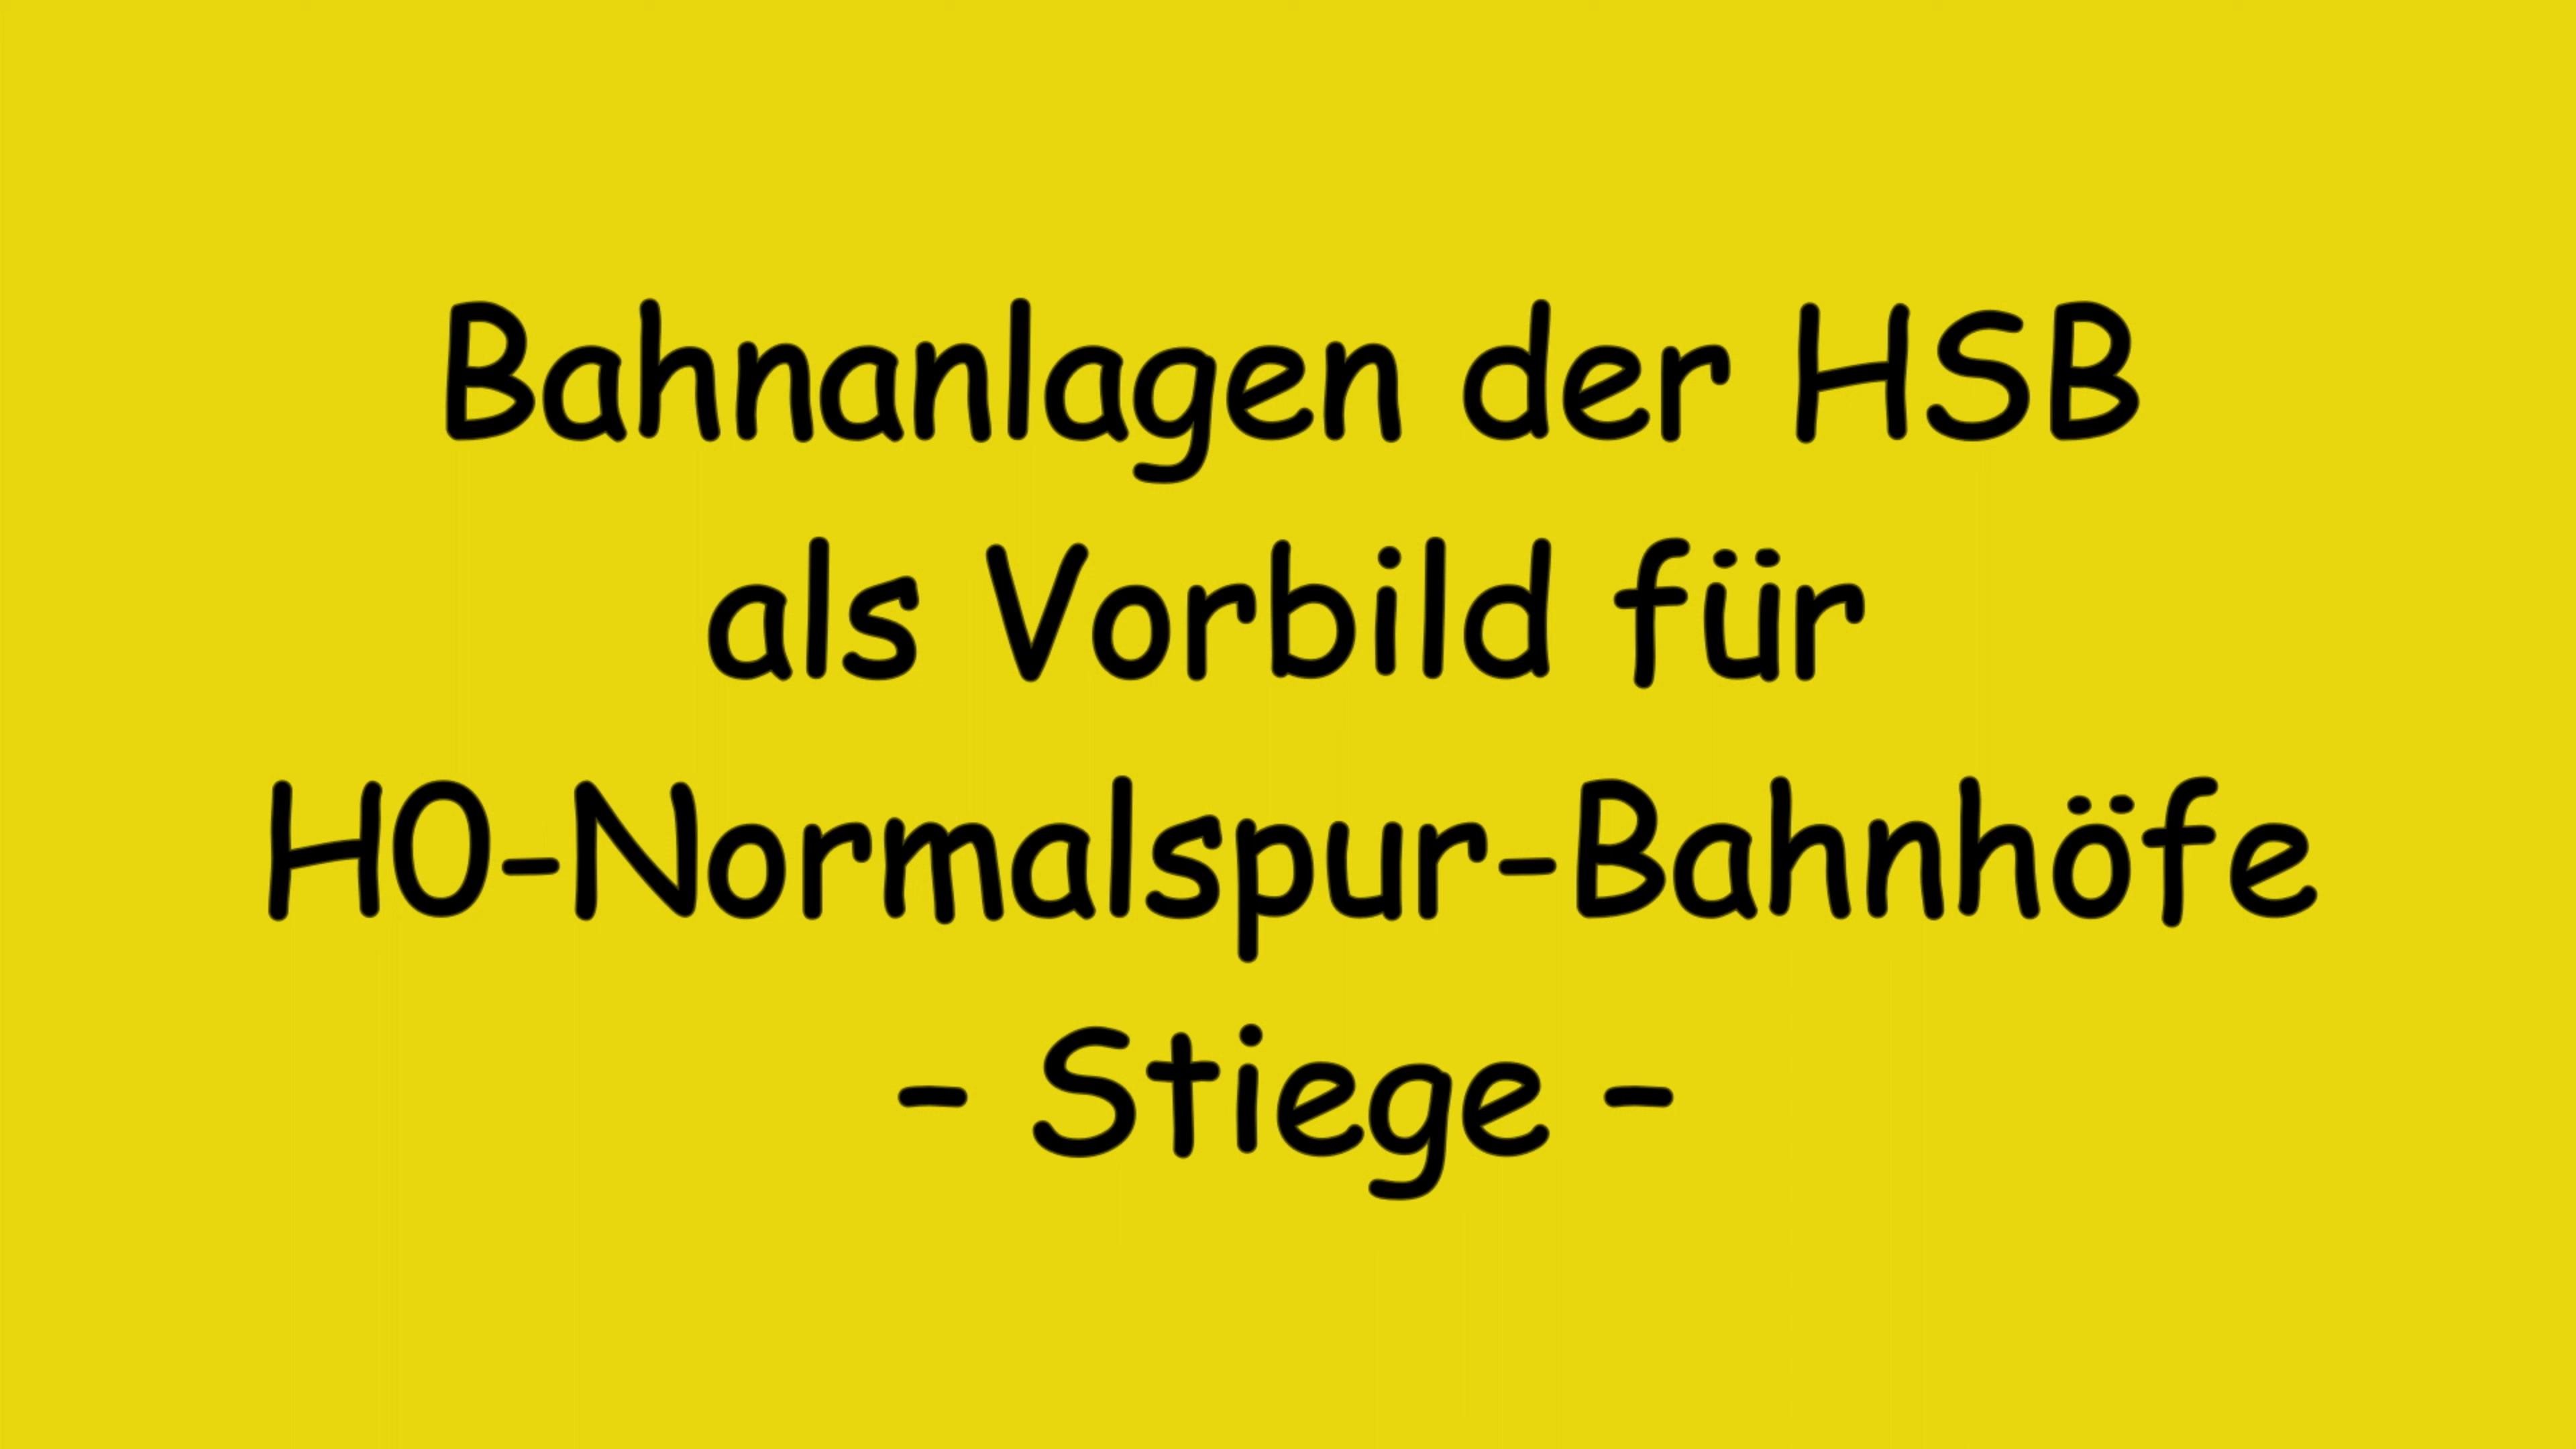 Bahnanlagen der HSB
als Vorbild für
H0-Normalspur-Bahnhöfe
- Stiege -